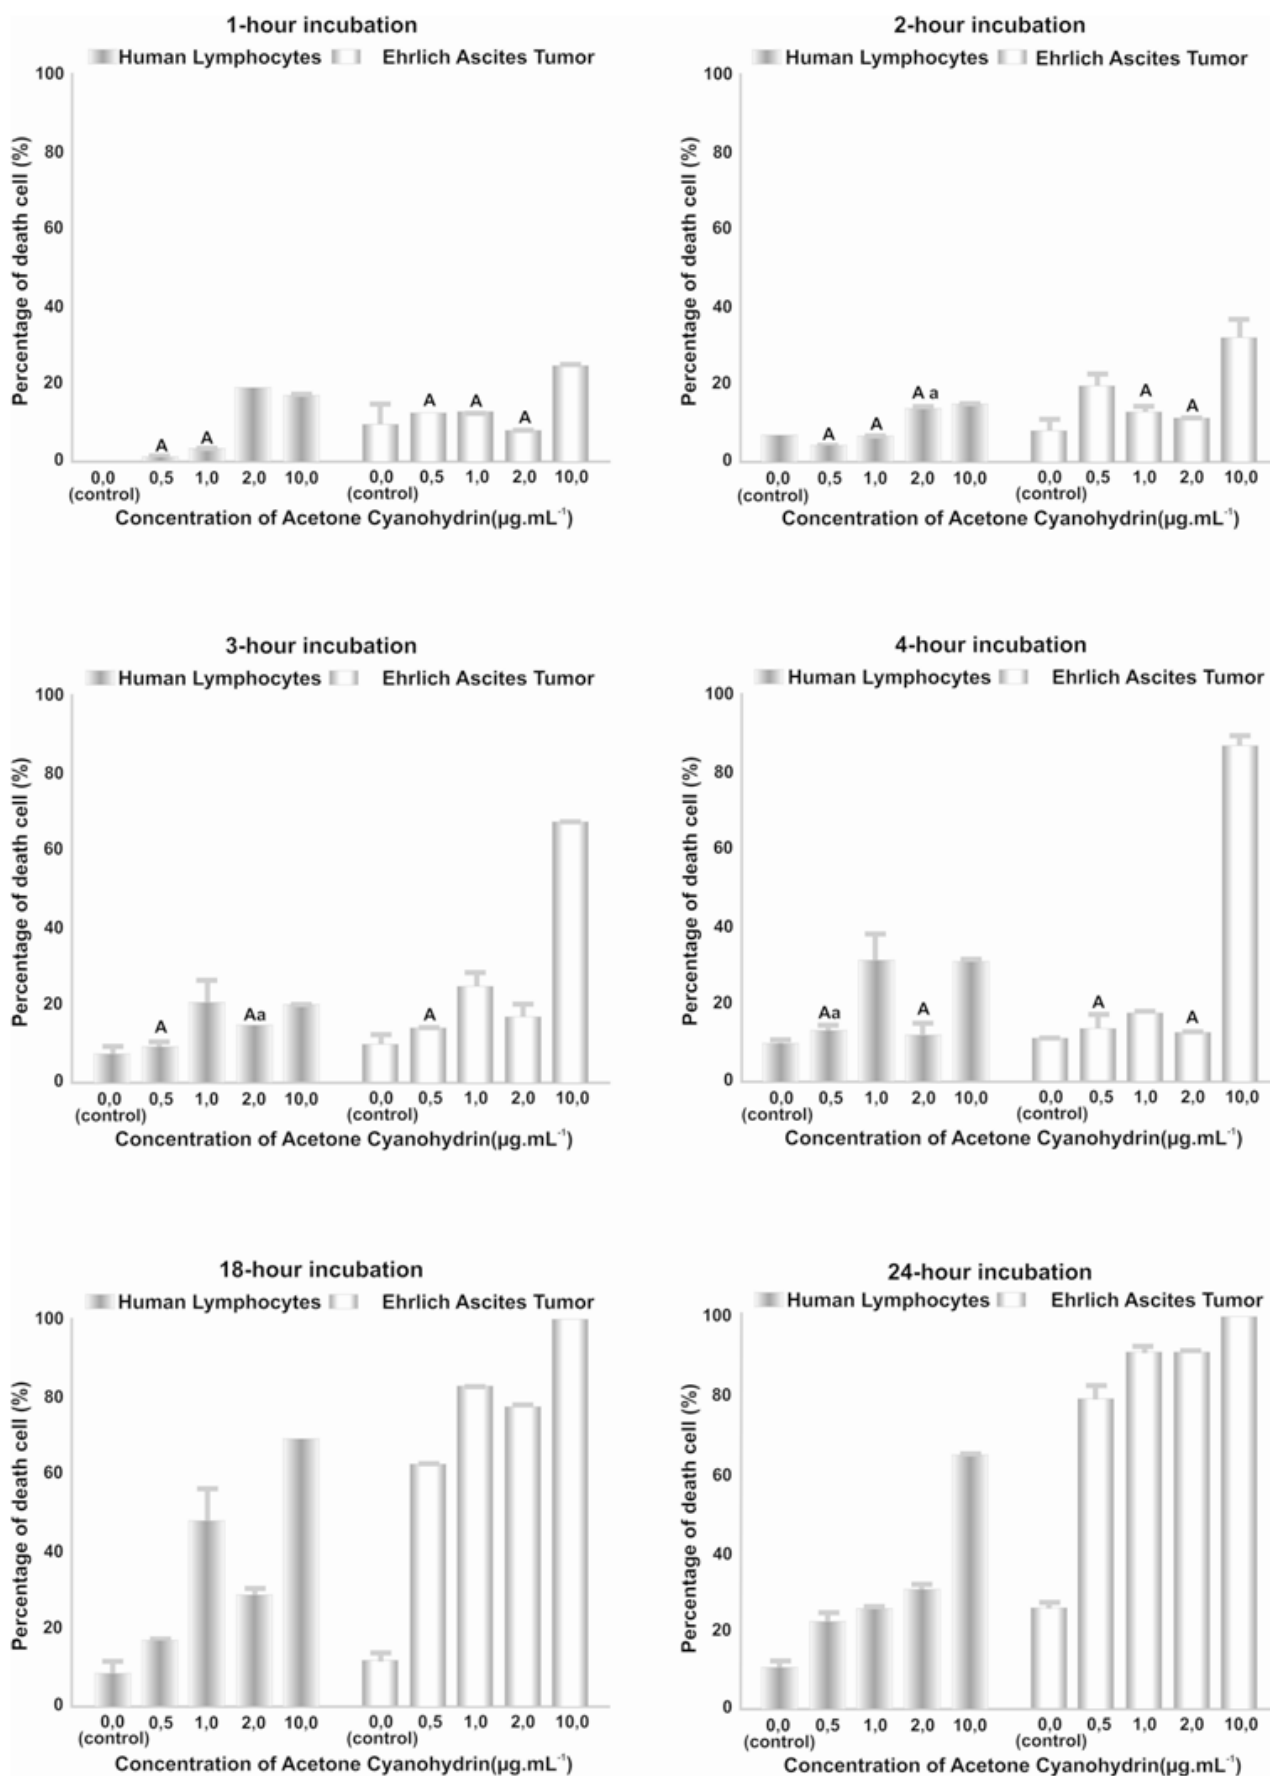 1-hour incubation
Human Lymphocytes Ehrlich Ascites Tumor
Percentage of death cell (%)
100
80
60
40
20
0
A A A A A
0,0 0,5 1,0 2,0 10,0 0,0 0,5 1,0 2,0 10,0
(control) (control)
Concentration of Acetone Cyanohydrin(µg.mL⁻¹)
2-hour incubation
Human Lymphocytes Ehrlich Ascites Tumor
Percentage of death cell (%)
100
80
60
40
20
0
A A A a A A
0,0 0,5 1,0 2,0 10,0 0,0 0,5 1,0 2,0 10,0
(control) (control)
Concentration of Acetone Cyanohydrin(µg.mL⁻¹)
3-hour incubation
Human Lymphocytes Ehrlich Ascites Tumor
Percentage of death cell (%)
100
80
60
40
20
0
A Aa A
0,0 0,5 1,0 2,0 10,0 0,0 0,5 1,0 2,0 10,0
(control) (control)
Concentration of Acetone Cyanohydrin(µg.mL⁻¹)
4-hour incubation
Human Lymphocytes Ehrlich Ascites Tumor
Percentage of death cell (%)
100
80
60
40
20
0
Aa A A A
0,0 0,5 1,0 2,0 10,0 0,0 0,5 1,0 2,0 10,0
(control) (control)
Concentration of Acetone Cyanohydrin(µg.mL⁻¹)
18-hour incubation
Human Lymphocytes Ehrlich Ascites Tumor
Percentage of death cell (%)
100
80
60
40
20
0
0,0 0,5 1,0 2,0 10,0 0,0 0,5 1,0 2,0 10,0
(control) (control)
Concentration of Acetone Cyanohydrin(µg.mL⁻¹)
24-hour incubation
Human Lymphocytes Ehrlich Ascites Tumor
Percentage of death cell (%)
100
80
60
40
20
0
0,0 0,5 1,0 2,0 10,0 0,0 0,5 1,0 2,0 10,0
(control) (control)
Concentration of Acetone Cyanohydrin(µg.mL⁻¹)